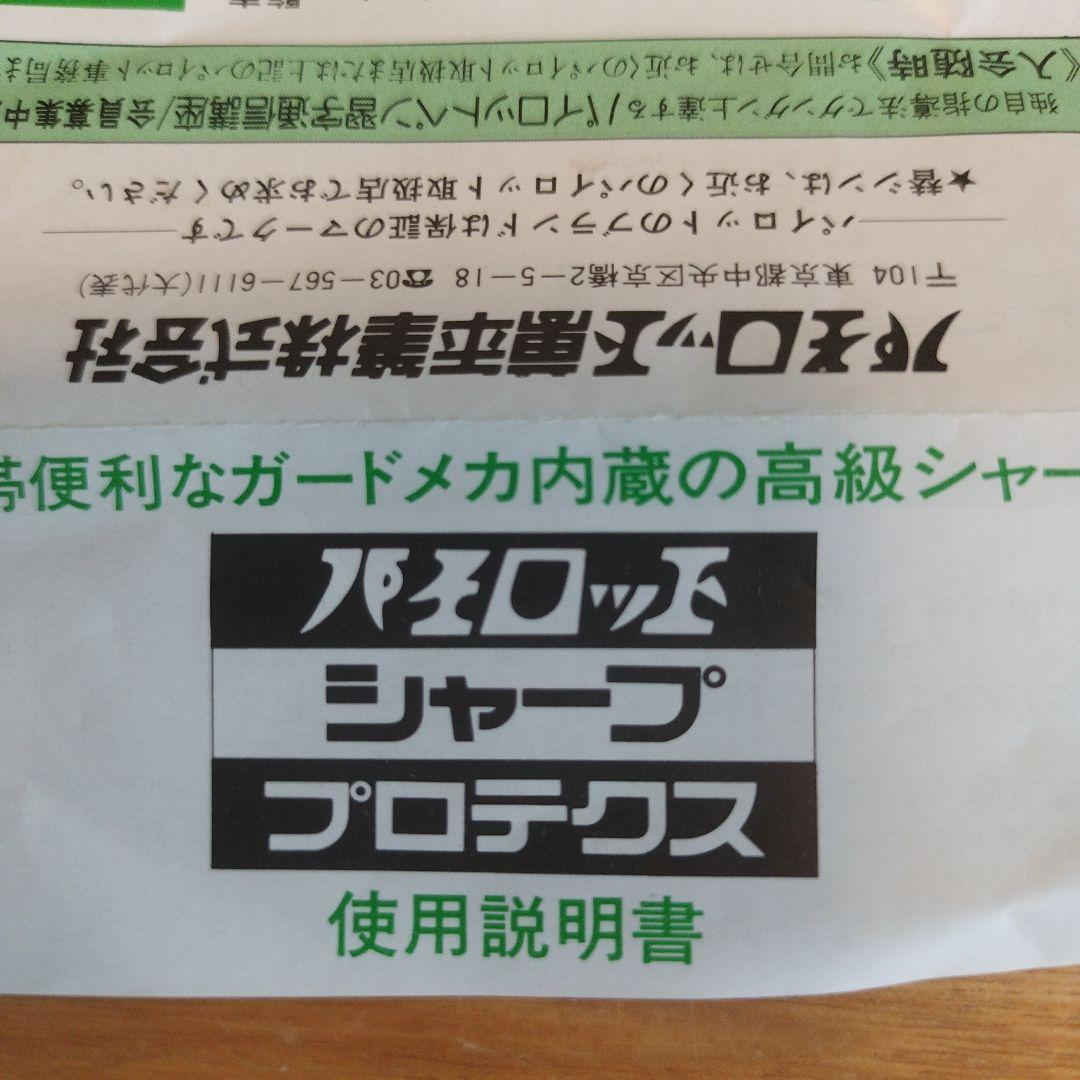 帯便利なガードメカ内蔵の高級シャー
パイロット
シャープ
プロテクス
使用説明書
パイロット萬年筆株式会社
〒104 東京都中央区京橋2-5-18 ☎03-567-6111(大代表)
パイロットのブランドは保証のマークです
★替シンは、お近くのパイロット取扱店でお求めください。
独自の指導法でグングン上達するパイロットペン習字通信講座/会員募集中
《入会随時》お問合せは、お近くのパイロット取扱店または上記のパイロット事務局ま